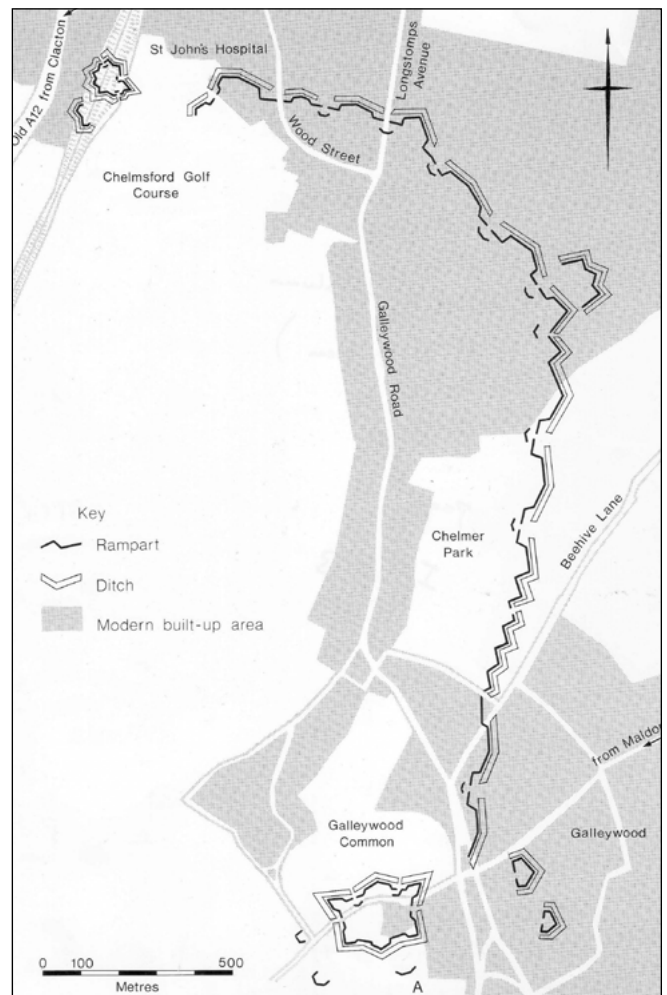 Old A12 from Clacton
St John's Hospital
Longstomps
Avenue
Wood Street
Chelmsford Golf
Course
Galleywood Road
Key
Rampart
Ditch
Modern built-up area
Chelmer
Park
Beehive Lane
from Maldon
Galleywood
Common
Galleywood
0 100 500
Metres
A